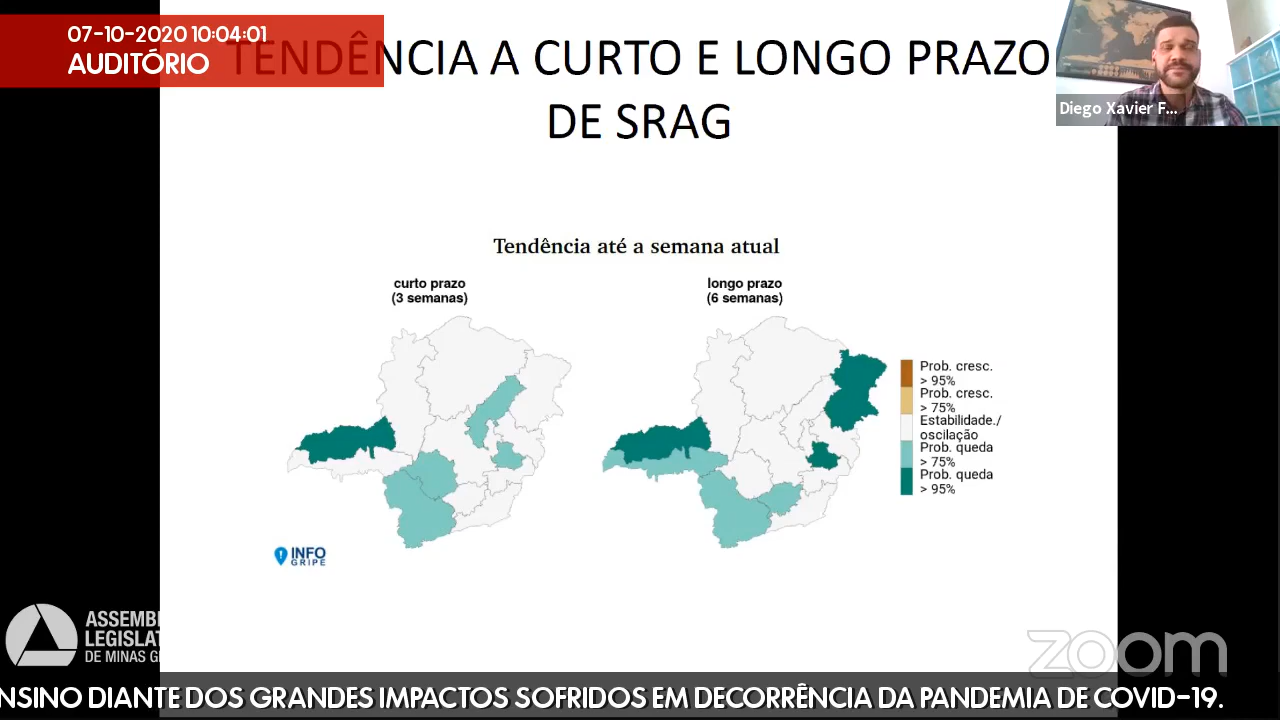 07-10-2020 10:04:01
AUDITÓRIO
TENDÊNCIA A CURTO E LONGO PRAZO
DE SRAG
Diego Xavier F...
Tendência até a semana atual
curto prazo
(3 semanas)
longo prazo
(6 semanas)
Prob. cresc.
> 95%
Prob. cresc.
> 75%
Estabilidade./
oscilação
Prob. queda
> 75%
Prob. queda
> 95%
INFO
GRIPE
ASSEMB
LEGISLAT
DE MINAS G
zoom
NSINO DIANTE DOS GRANDES IMPACTOS SOFRIDOS EM DECORRÊNCIA DA PANDEMIA DE COVID-19.